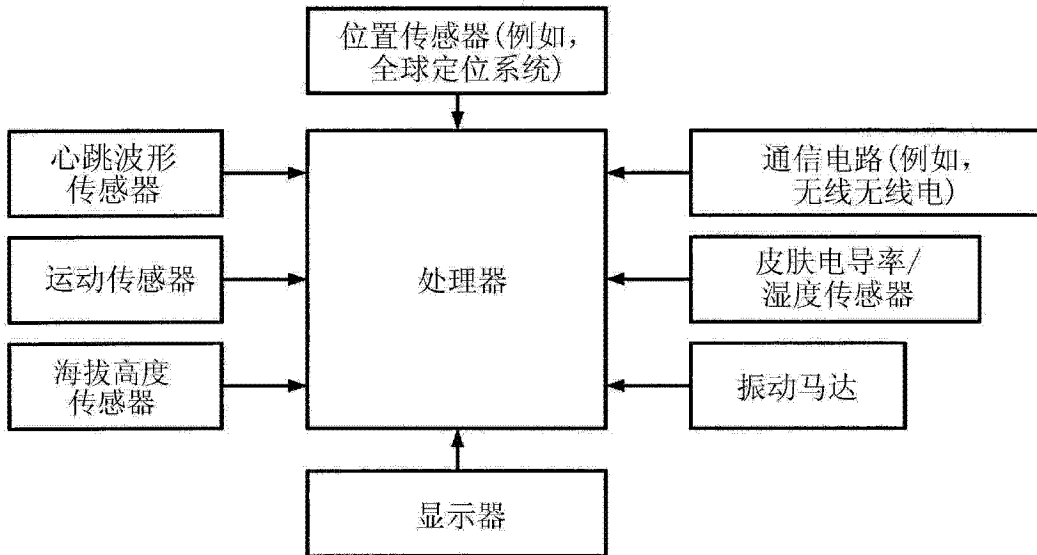 位置传感器(例如,
全球定位系统)
心跳波形
传感器
通信电路(例如,
无线无线电)
运动传感器
处理器
皮肤电导率/
湿度传感器
海拔高度
传感器
振动马达
显示器